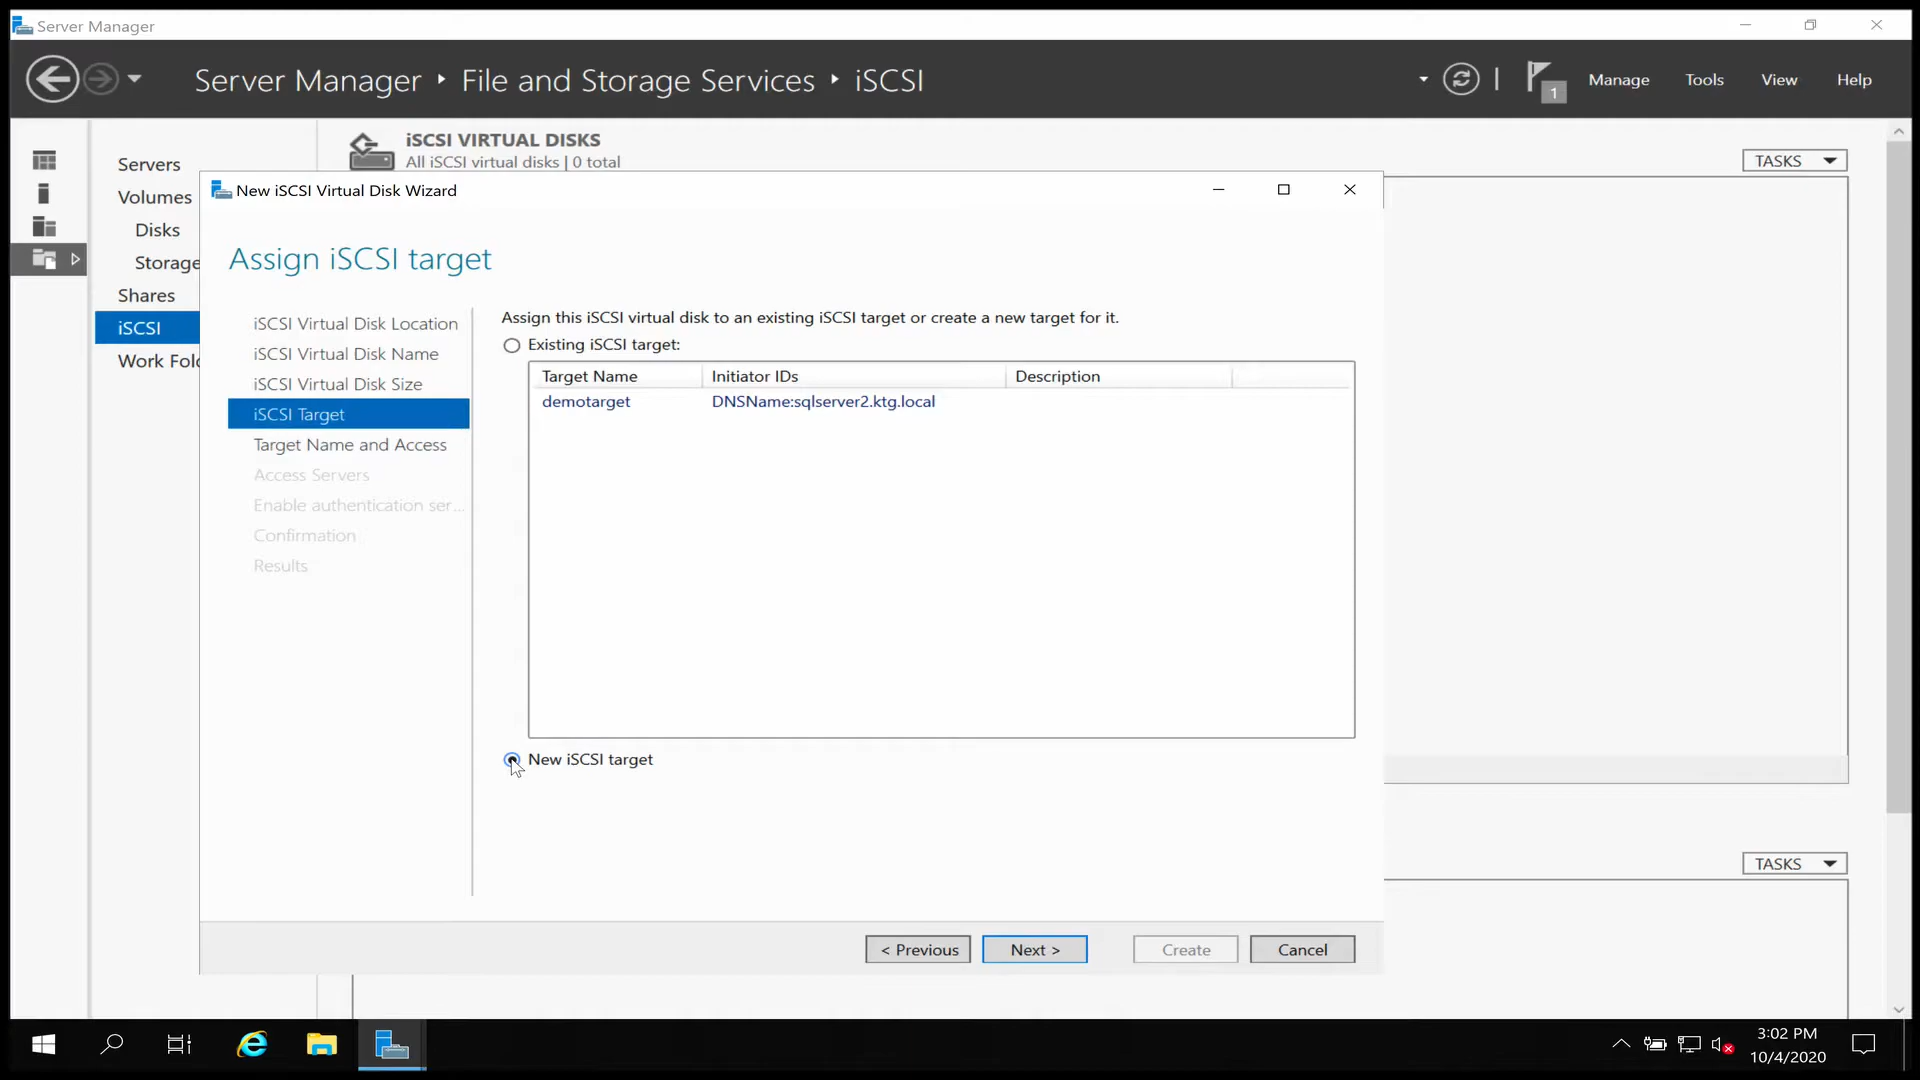 Server Manager
Server Manager ‣ File and Storage Services ‣ iSCSI
1
Manage
Tools
View
Help
Servers
Volumes
Disks
Storage
Shares
iSCSI
Work Fol
iSCSI VIRTUAL DISKS
All iSCSI virtual disks | 0 total
TASKS
New iSCSI Virtual Disk Wizard
Assign iSCSI target
iSCSI Virtual Disk Location
iSCSI Virtual Disk Name
iSCSI Virtual Disk Size
iSCSI Target
Target Name and Access
Access Servers
Enable authentication ser...
Confirmation
Results
Assign this iSCSI virtual disk to an existing iSCSI target or create a new target for it.
Existing iSCSI target:
Target Name Initiator IDs Description
demotarget DNSName:sqlserver2.ktg.local
New iSCSI target
< Previous
Next >
Create
Cancel
TASKS
3:02 PM
10/4/2020